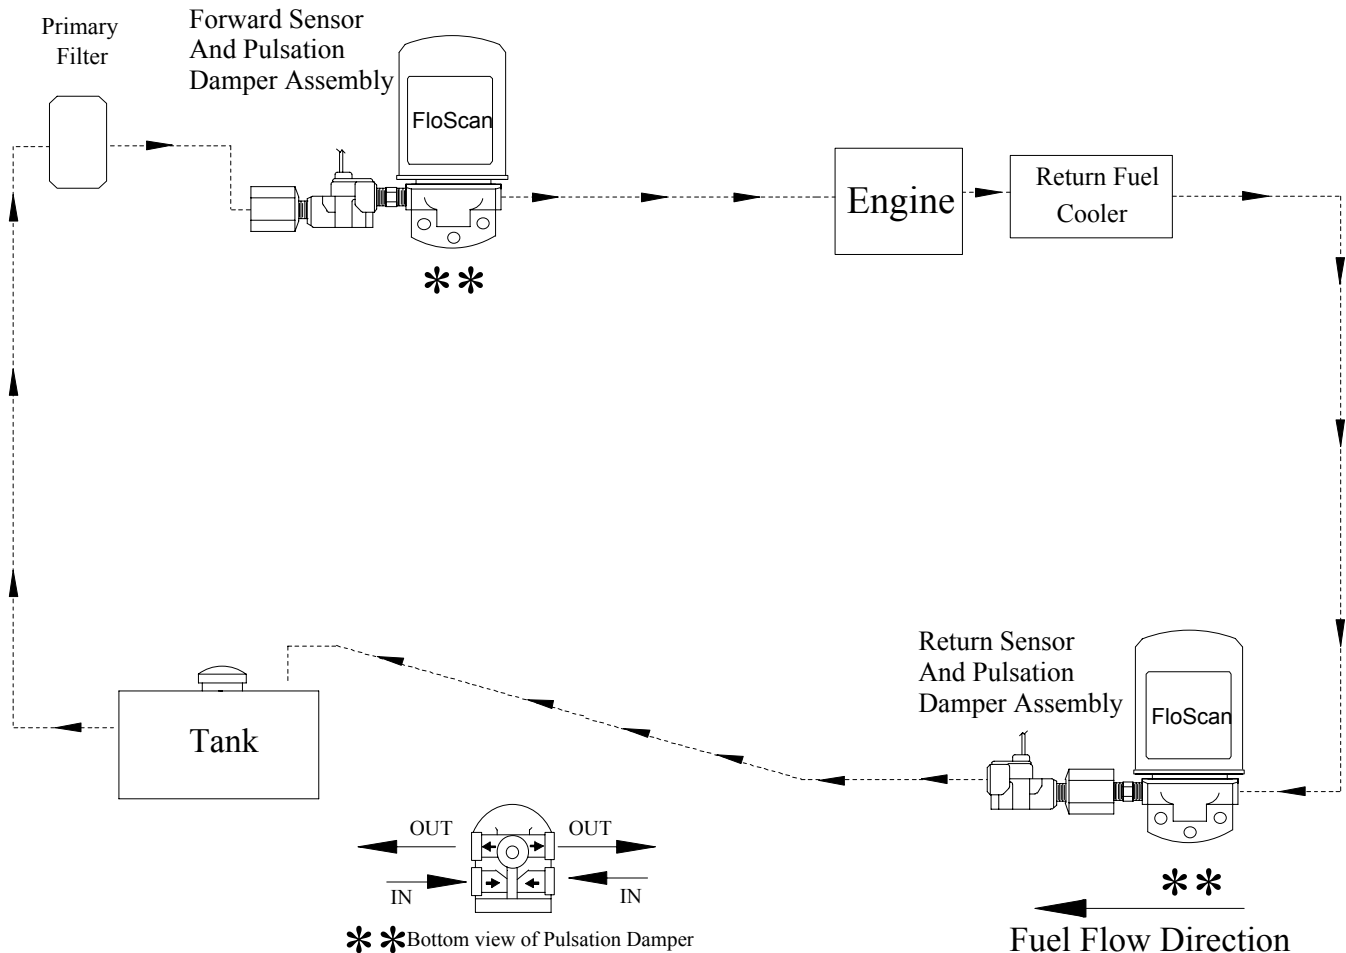 Primary
Filter
Forward Sensor
And Pulsation
Damper Assembly
FloScan
Engine
Return Fuel
Cooler
**
Return Sensor
And Pulsation
Damper Assembly
FloScan
Tank
OUT
OUT
IN
IN
**
** Bottom view of Pulsation Damper
Fuel Flow Direction